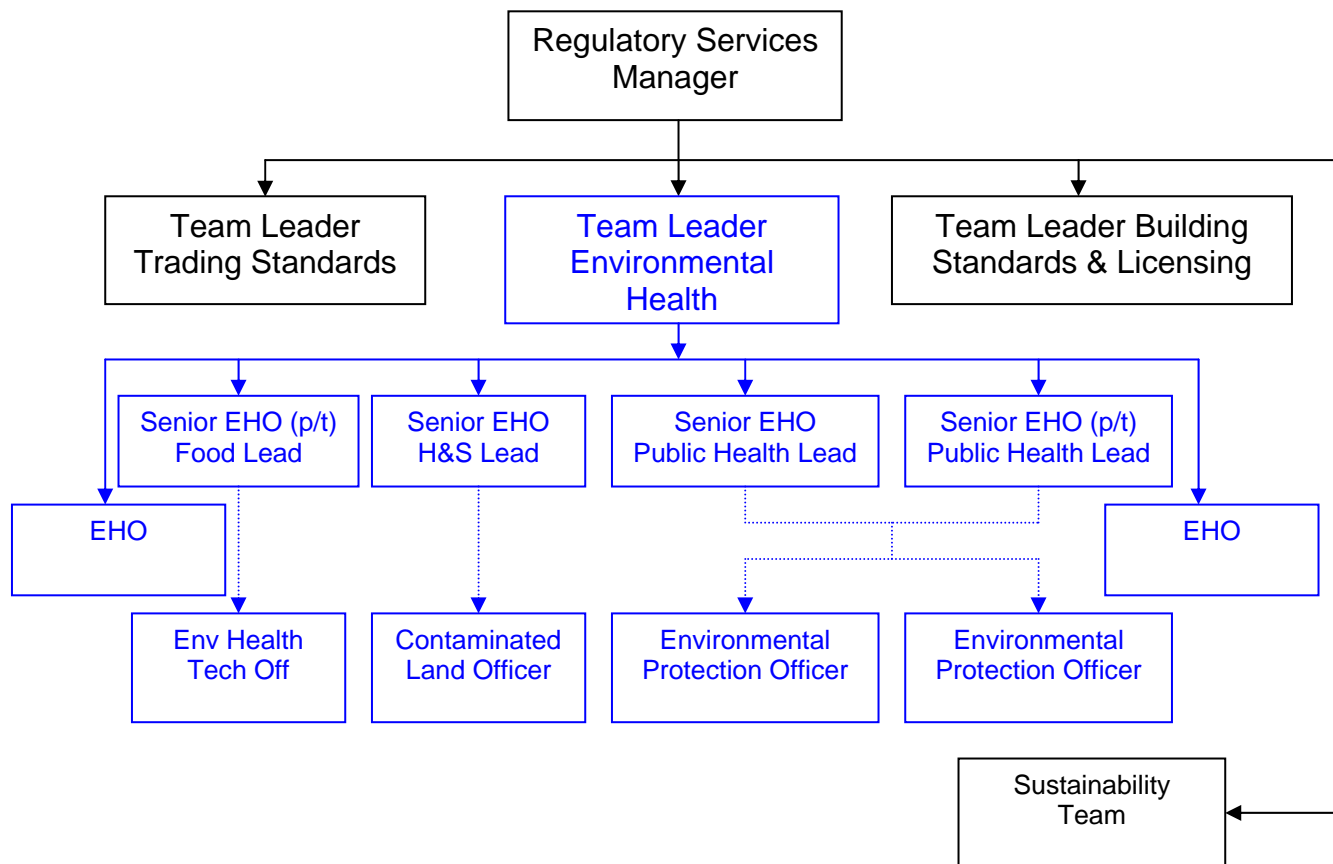 Regulatory Services
Manager
Team Leader
Trading Standards
Team Leader
Environmental
Health
Team Leader Building
Standards & Licensing
Senior EHO (p/t)
Food Lead
Senior EHO
H&S Lead
Senior EHO
Public Health Lead
Senior EHO (p/t)
Public Health Lead
EHO
EHO
Env Health
Tech Off
Contaminated
Land Officer
Environmental
Protection Officer
Environmental
Protection Officer
Sustainability
Team